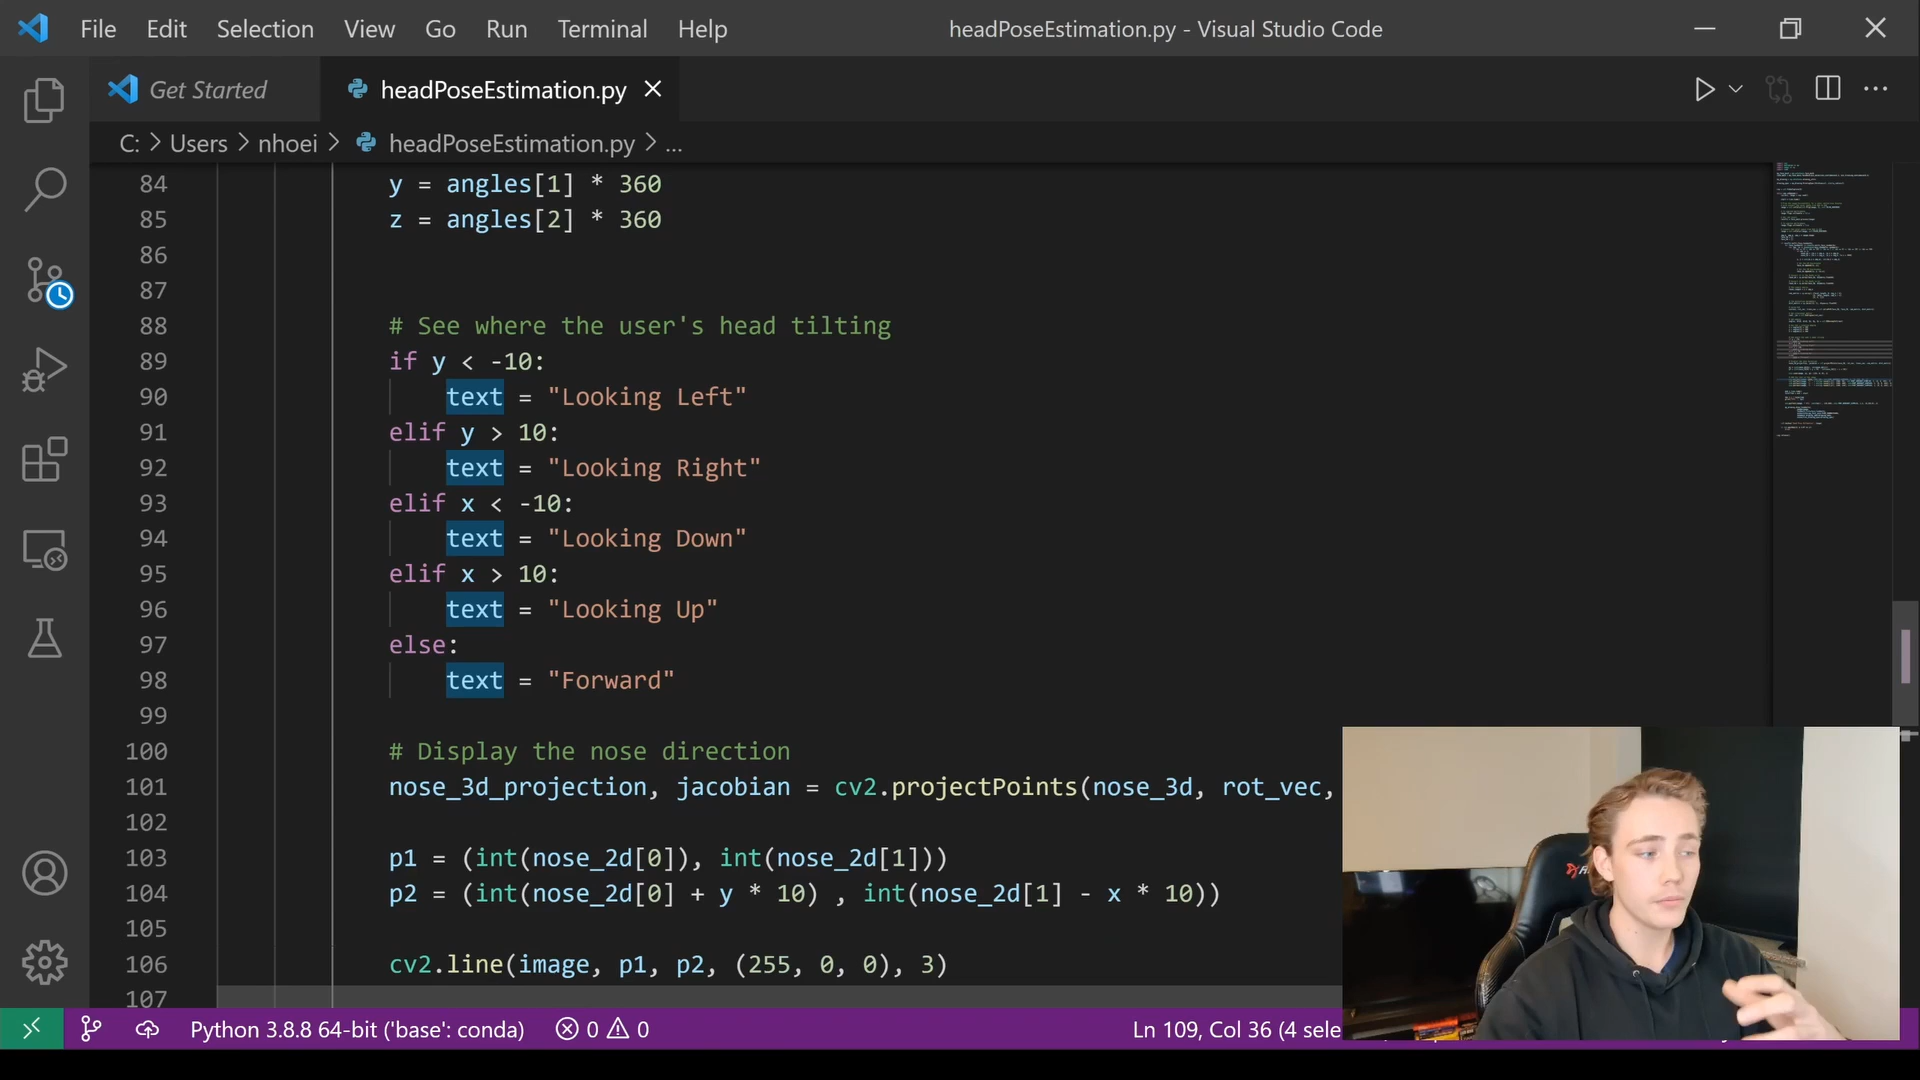 File Edit Selection View Go Run Terminal Help headPoseEstimation.py - Visual Studio Code
Get Started headPoseEstimation.py
C: > Users > nhoei > headPoseEstimation.py > ...
84 y = angles[1] * 360
85 z = angles[2] * 360
86
87
88 # See where the user's head tilting
89 if y < -10:
90 text = "Looking Left"
91 elif y > 10:
92 text = "Looking Right"
93 elif x < -10:
94 text = "Looking Down"
95 elif x > 10:
96 text = "Looking Up"
97 else:
98 text = "Forward"
99
100 # Display the nose direction
101 nose_3d_projection, jacobian = cv2.projectPoints(nose_3d, rot_vec,
102
103 p1 = (int(nose_2d[0]), int(nose_2d[1]))
104 p2 = (int(nose_2d[0] + y * 10) , int(nose_2d[1] - x * 10))
105
106 cv2.line(image, p1, p2, (255, 0, 0), 3)
107
Python 3.8.8 64-bit ('base': conda) 0 0 Ln 109, Col 36 (4 sele